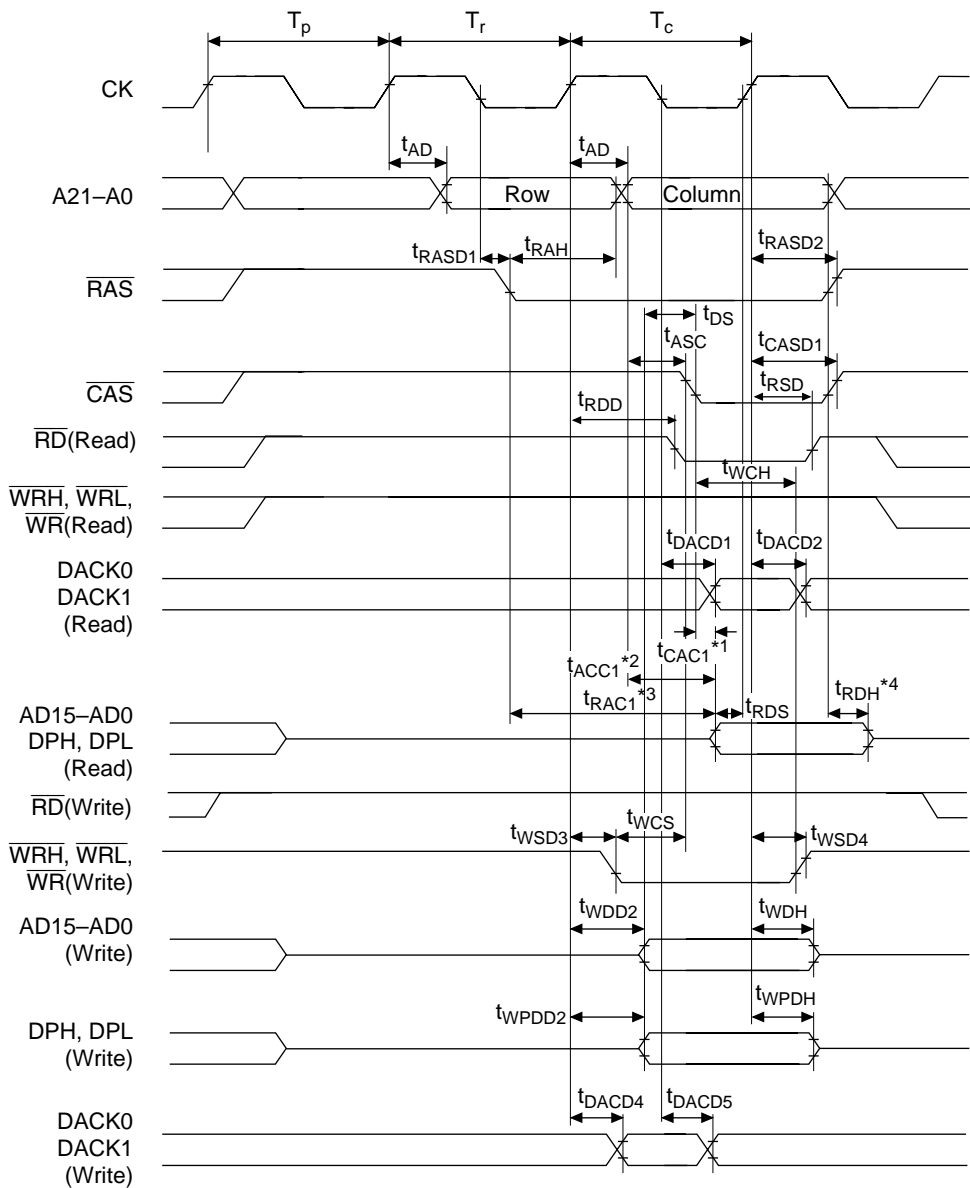 Tp Tr Tc
CK
tAD tAD
A21–A0 Row Column
tRASD1 tRAH tRASD2
RAS
tDS
tASC tCASD1
CAS
tRDD tRSD
RD(Read)
tWCH
WRH, WRL,
WR(Read)
tDACD1 tDACD2
DACK0
DACK1
(Read)
tCAC1*1
tACC1*2
tRAC1*3 tRDS tRDH*4
AD15–AD0
DPH, DPL
(Read)
RD(Write)
tWSD3 tWCS tWSD4
WRH, WRL,
WR(Write)
tWDD2 tWDH
AD15–AD0
(Write)
tWPDD2 tWPDH
DPH, DPL
(Write)
tDACD4 tDACD5
DACK0
DACK1
(Write)